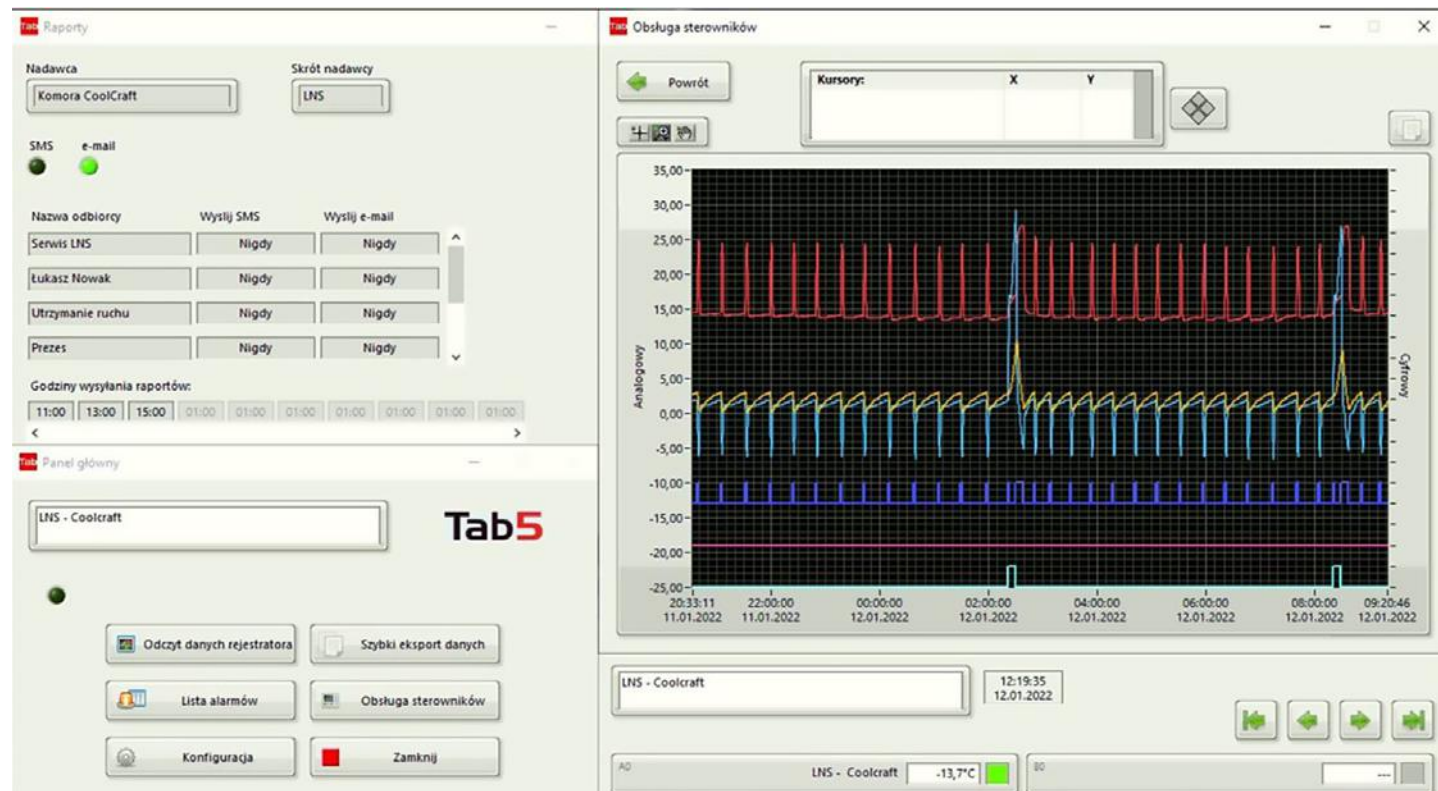 Tab Raporty
Nadawca Skrót nadawcy
Komora CoolCraft LNS
SMS e-mail
Nazwa odbiorcy Wyslij SMS Wyslij e-mail
Serwis LNS Nigdy Nigdy
Łukasz Nowak Nigdy Nigdy
Utrzymanie ruchu Nigdy Nigdy
Prezes Nigdy Nigdy
Godziny wysyłania raportów:
11:00 13:00 15:00 01:00 01:00 01:00 01:00 01:00 01:00 01:00
Tab Panel główny
LNS - Coolcraft
Tab5
Odczyt danych rejestratora Szybki eksport danych
Lista alarmów Obsługa sterowników
Konfiguracja Zamknij
Tab Obsługa sterowników
Powrót
Kursory: X Y
35,00
30,00
25,00
20,00
15,00
10,00
5,00
0,00
-5,00
-10,00
-15,00
-20,00
-25,00
Analogowy
Cyfrowy
20:33:11 22:00:00 00:00:00 02:00:00 04:00:00 06:00:00 08:00:00 09:20:46
11.01.2022 11.01.2022 12.01.2022 12.01.2022 12.01.2022 12.01.2022 12.01.2022 12.01.2022
LNS - Coolcraft
12:19:35
12.01.2022
A0 LNS - Coolcraft -13,7°C
B0 ---